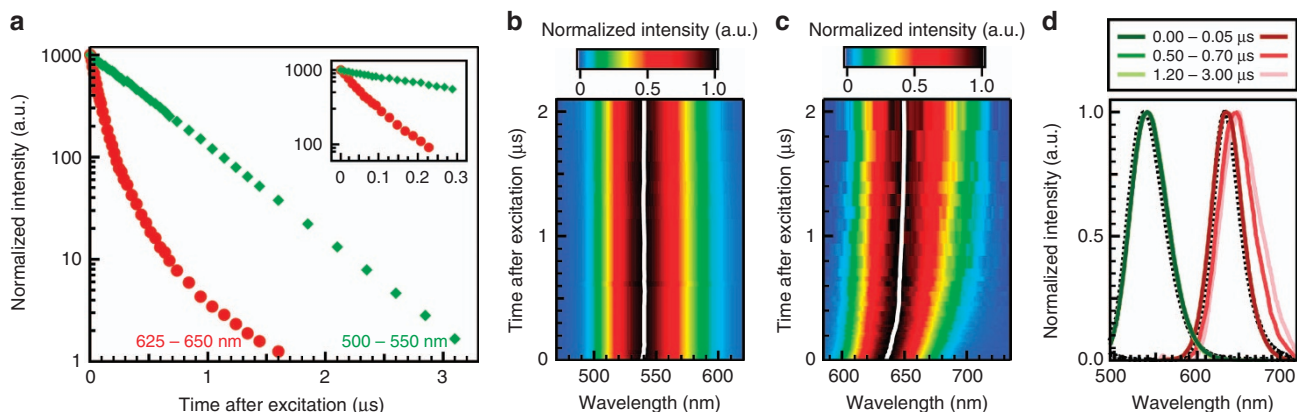 a
1000
100
10
1
Normalized intensity (a.u.)
1000
100
0
0.1
0.2
0.3
625 – 650 nm
500 – 550 nm
0
1
2
3
Time after excitation (μs)
b
Normalized intensity (a.u.)
0
0.5
1.0
2
1
0
Time after excitation (μs)
500
550
600
Wavelength (nm)
c
Normalized intensity (a.u.)
0
0.5
1.0
2
1
0
Time after excitation (μs)
600
650
700
Wavelength (nm)
d
0.00 – 0.05 μs
0.50 – 0.70 μs
1.20 – 3.00 μs
1.0
0.5
0.0
Normalized intensity (a.u.)
500
600
700
Wavelength (nm)